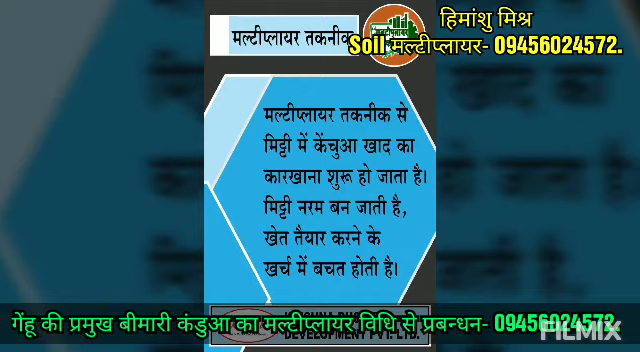 हिमांशु मिश्र
मल्टीप्लायर तकनीक
Soil मल्टीप्लायर- 09456024572.
मल्टीप्लायर तकनीक से
मिट्टी में केंचुआ खाद का
कारखाना शुरू हो जाता है।
मिट्टी नरम बन जाती है,
खेत तैयार करने के
खर्च में बचत होती है।
गेंहू की प्रमुख बीमारी कंडुआ का मल्टीप्लायर विधि से प्रबन्धन- 09456024572.
DEVELOPMENT PVT. LTD.
FILMIX